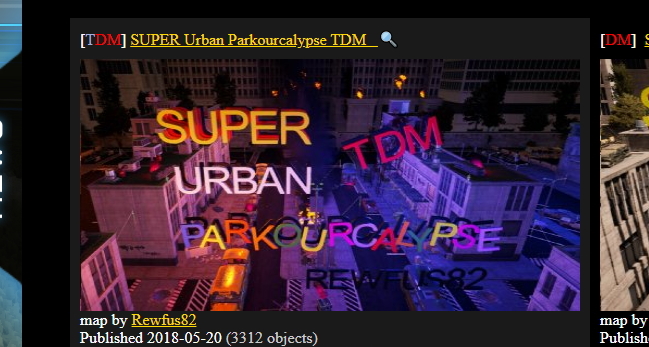 [TDM] SUPER Urban Parkourcalypse TDM
SUPER
TDM
URBAN
PARKOURCALYPSE
REWFUS82
map by Rewfus82
Published 2018-05-20 (3312 objects)
[DM] S
map by
Publish